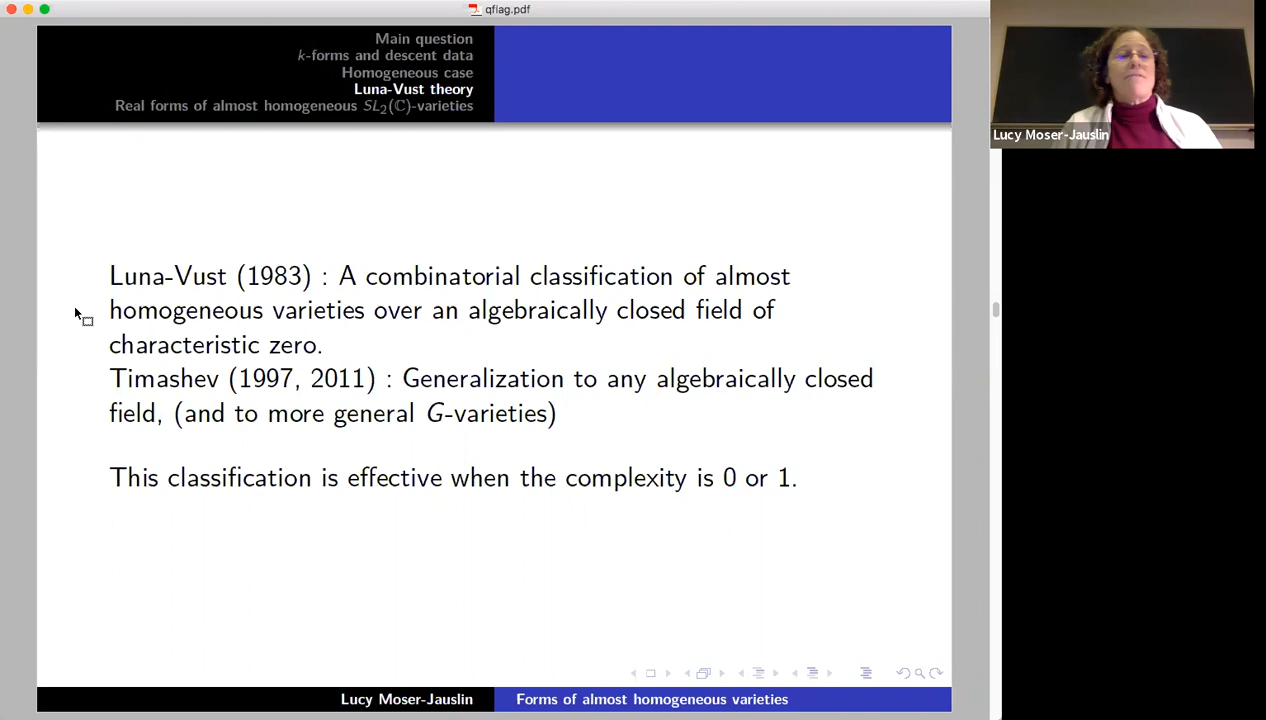 qflag.pdf
Main question
k-forms and descent data
Homogeneous case
Luna-Vust theory
Real forms of almost homogeneous SL₂(ℂ)-varieties
Lucy Moser-Jauslin
Luna-Vust (1983) : A combinatorial classification of almost
homogeneous varieties over an algebraically closed field of
characteristic zero.
Timashev (1997, 2011) : Generalization to any algebraically closed
field, (and to more general G-varieties)
This classification is effective when the complexity is 0 or 1.
Lucy Moser-Jauslin
Forms of almost homogeneous varieties